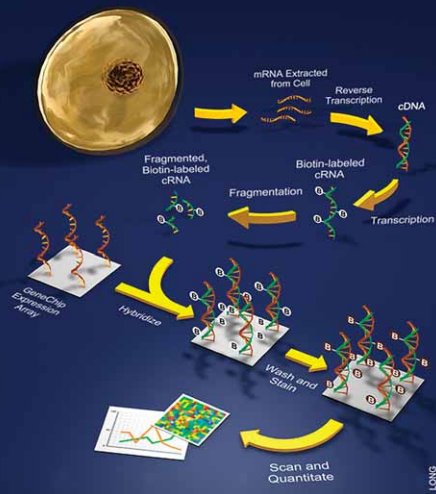 mRNA Extracted
from Cell
Reverse
Transcription
cDNA
Fragmented,
Biotin-labeled
cRNA
Fragmentation
Biotin-labeled
cRNA
Transcription
B
B
B
B
B
B
GeneChip
Expression
Array
Hybridize
B
B
B
B
B
B
B
B
Wash and
Stain
B
B
B
B
B
B
B
B
Scan and
Quantitate
LONG